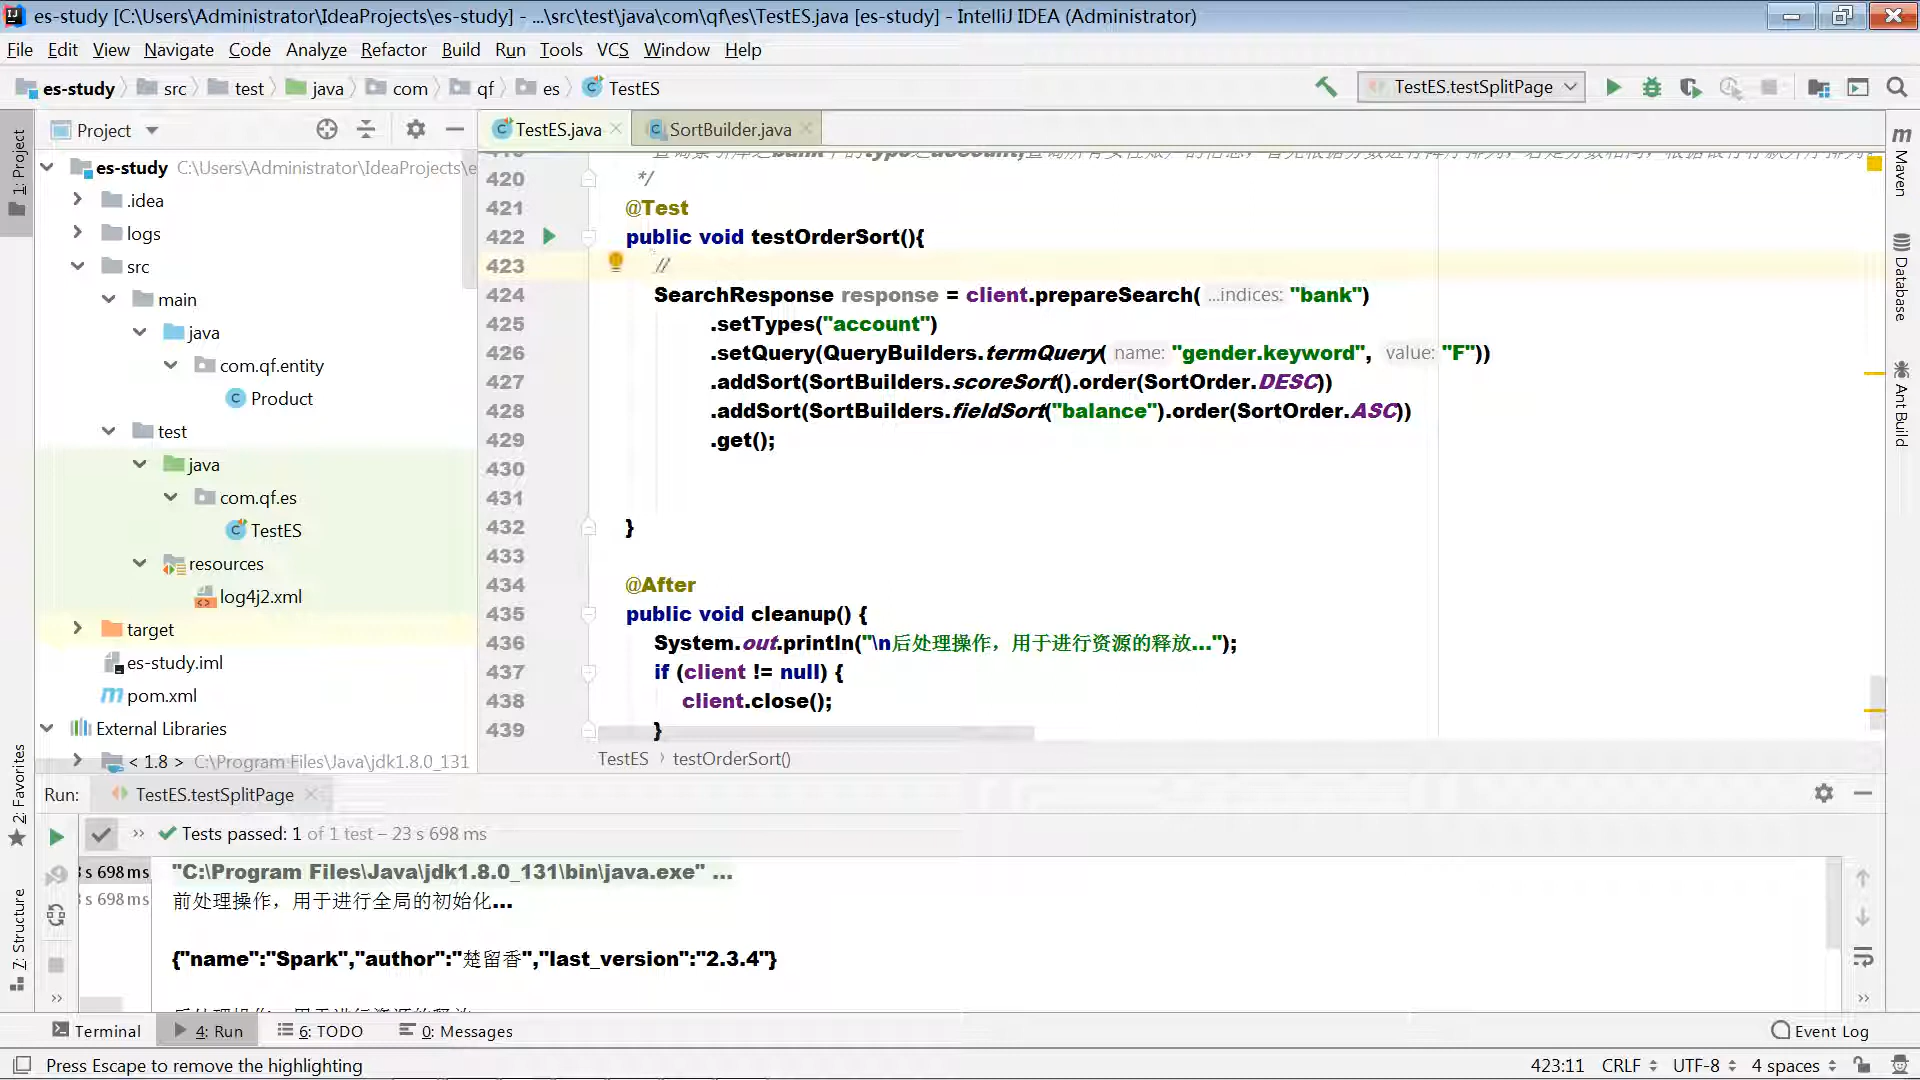 es-study [C:\Users\Administrator\IdeaProjects\es-study] - ...\src\test\java\com\qf\es\TestES.java [es-study] - IntelliJ IDEA (Administrator)
File Edit View Navigate Code Analyze Refactor Build Run Tools VCS Window Help
es-study src test java com qf es TestES TestES.testSplitPage
Project TestES.java SortBuilder.java
1: Project
es-study C:\Users\Administrator\IdeaProjects\e
.idea
logs
src
main
java
com.qf.entity
Product
test
java
com.qf.es
TestES
resources
log4j2.xml
target
es-study.iml
pom.xml
External Libraries
< 1.8 > C:\Program Files\Java\jdk1.8.0_131
420 */
421 @Test
422 public void testOrderSort(){
423 //
424 SearchResponse response = client.prepareSearch( ...indices: "bank")
425 .setTypes("account")
426 .setQuery(QueryBuilders.termQuery( name: "gender.keyword", value: "F"))
427 .addSort(SortBuilders.scoreSort().order(SortOrder.DESC))
428 .addSort(SortBuilders.fieldSort("balance").order(SortOrder.ASC))
429 .get();
430
431
432 }
433
434 @After
435 public void cleanup() {
436 System.out.println("\n后处理操作，用于进行资源的释放...");
437 if (client != null) {
438 client.close();
439 }
TestES testOrderSort()
Maven
Database
Ant Build
2: Favorites
7: Structure
Run: TestES.testSplitPage
Tests passed: 1 of 1 test – 23 s 698 ms
s 698 ms
s 698 ms
"C:\Program Files\Java\jdk1.8.0_131\bin\java.exe" ...
前处理操作，用于进行全局的初始化...
{"name":"Spark","author":"楚留香","last_version":"2.3.4"}
Terminal 4: Run 6: TODO 0: Messages Event Log
Press Escape to remove the highlighting 423:11 CRLF UTF-8 4 spaces